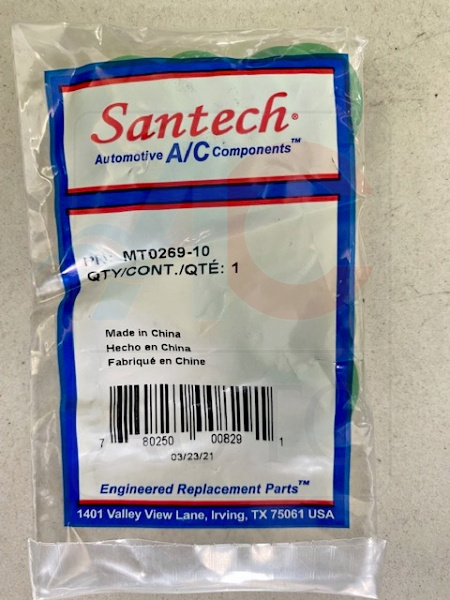 Santech®
Automotive A/C Components™
PN: MT0269-10
QTY/CONT./QTÉ: 1
Made in China
Hecho en China
Fabriqué en Chine
7 80250 00829 1
03/23/21
Engineered Replacement Parts™
1401 Valley View Lane, Irving, TX 75061 USA